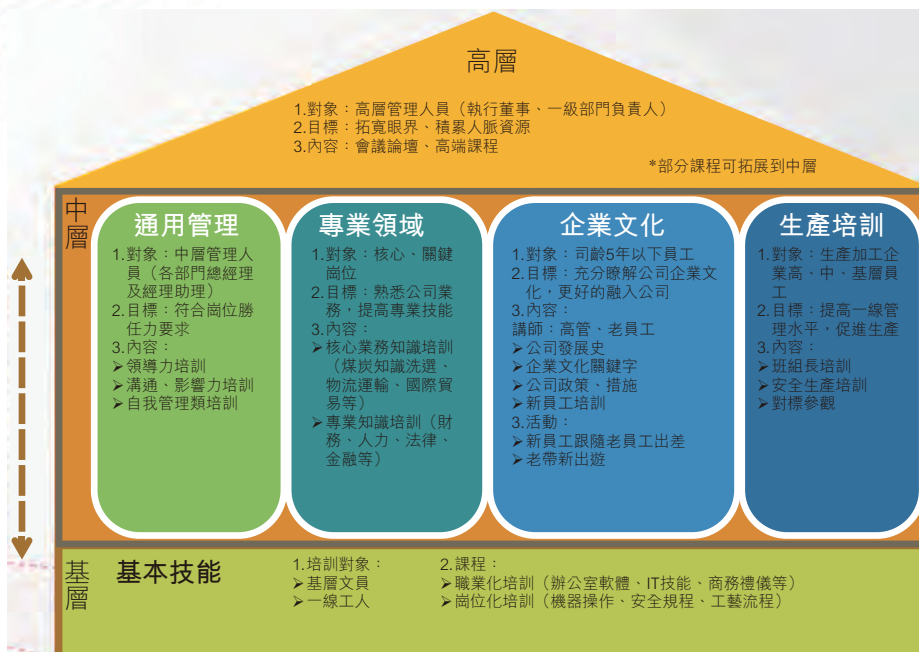 高層
1.對象：高層管理人員（執行董事、一級部門負責人）
2.目標：拓寬眼界、積累人脈資源
3.內容：會議論壇、高端課程
*部分課程可拓展到中層
中層
通用管理
1.對象：中層管理人
員（各部門總經理
及經理助理）
2.目標：符合崗位勝
任力要求
3.內容：
➤領導力培訓
➤溝通、影響力培訓
➤自我管理類培訓
專業領域
1.對象：核心、關鍵
崗位
2.目標：熟悉公司業
務，提高專業技能
3.內容：
➤核心業務知識培訓
（煤炭知識洗選、
物流運輸、國際貿
易等）
➤專業知識培訓（財
務、人力、法律、
金融等）
企業文化
1.對象：司齡5年以下員工
2.目標：充分瞭解公司企業文
化，更好的融入公司
3.內容：
講師：高管、老員工
➤公司發展史
➤企業文化關鍵字
➤公司政策、措施
➤新員工培訓
3.活動：
➤新員工跟隨老員工出差
➤老帶新出遊
生產培訓
1.對象：生產加工企
業高、中、基層員
工
2.目標：提高一線管
理水平，促進生產
3.內容：
➤班組長培訓
➤安全生產培訓
➤對標參觀
基層
基本技能
1.培訓對象：
➤基層文員
➤一線工人
2.課程：
➤職業化培訓（辦公室軟體、IT技能、商務禮儀等）
➤崗位化培訓（機器操作、安全規程、工藝流程）